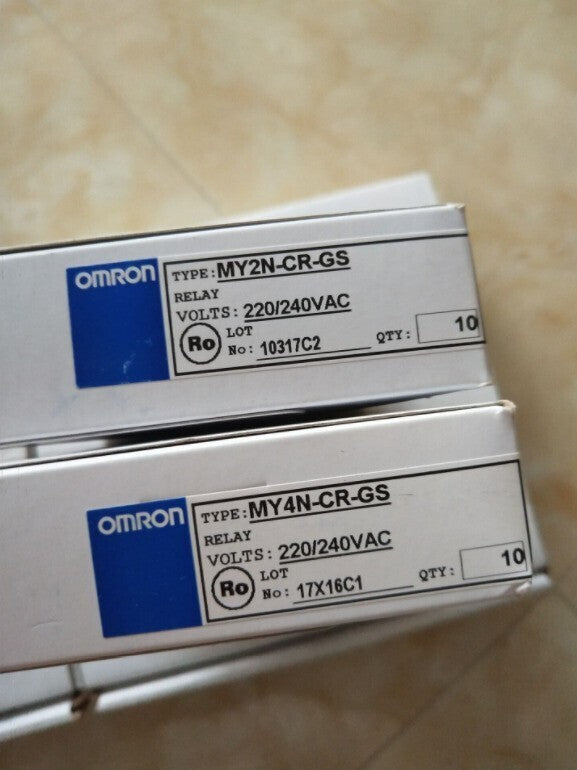 OMRON
TYPE: MY2N-CR-GS
RELAY
VOLTS: 220/240VAC
Ro
LOT
No: 10317C2
QTY: 10
OMRON
TYPE: MY4N-CR-GS
RELAY
VOLTS: 220/240VAC
Ro
LOT
No: 17X16C1
QTY: 10